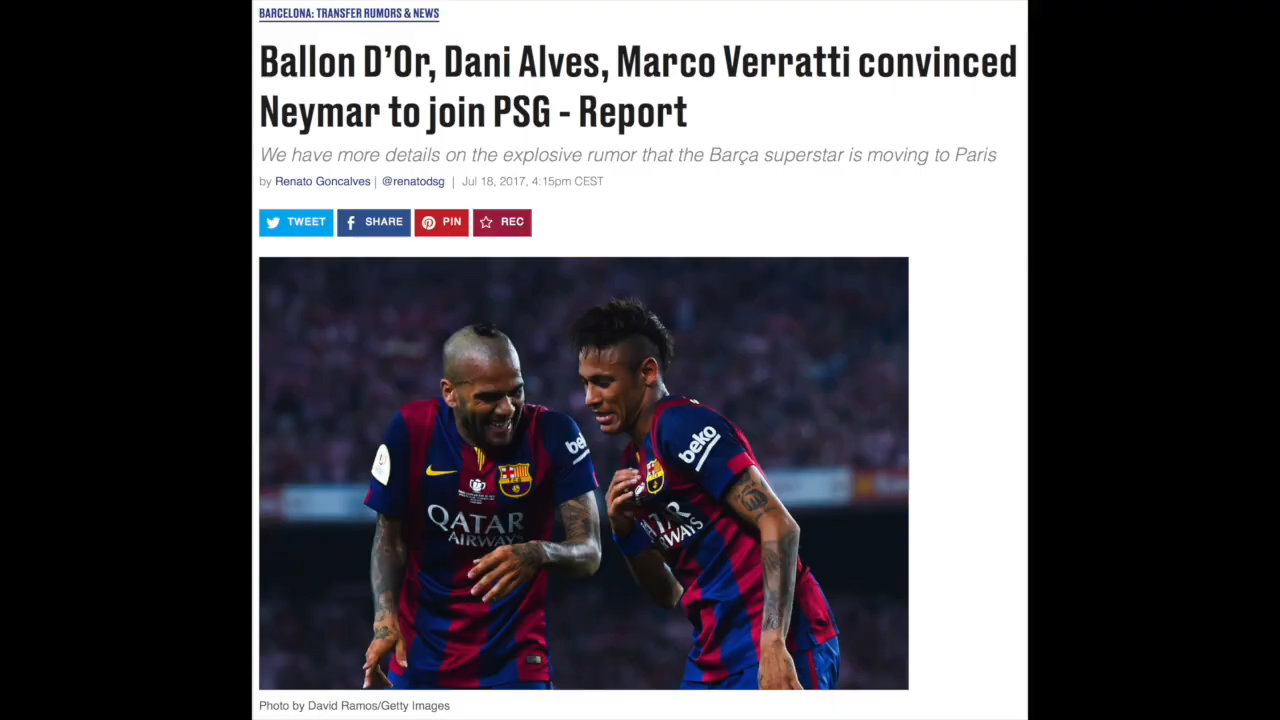 BARCELONA: TRANSFER RUMORS & NEWS
Ballon D’Or, Dani Alves, Marco Verratti convinced
Neymar to join PSG - Report
We have more details on the explosive rumor that the Barça superstar is moving to Paris
by Renato Goncalves | @renatodsg | Jul 18, 2017, 4:15pm CEST
TWEET SHARE PIN REC
beko
QATAR
AIRWAYS
Photo by David Ramos/Getty Images